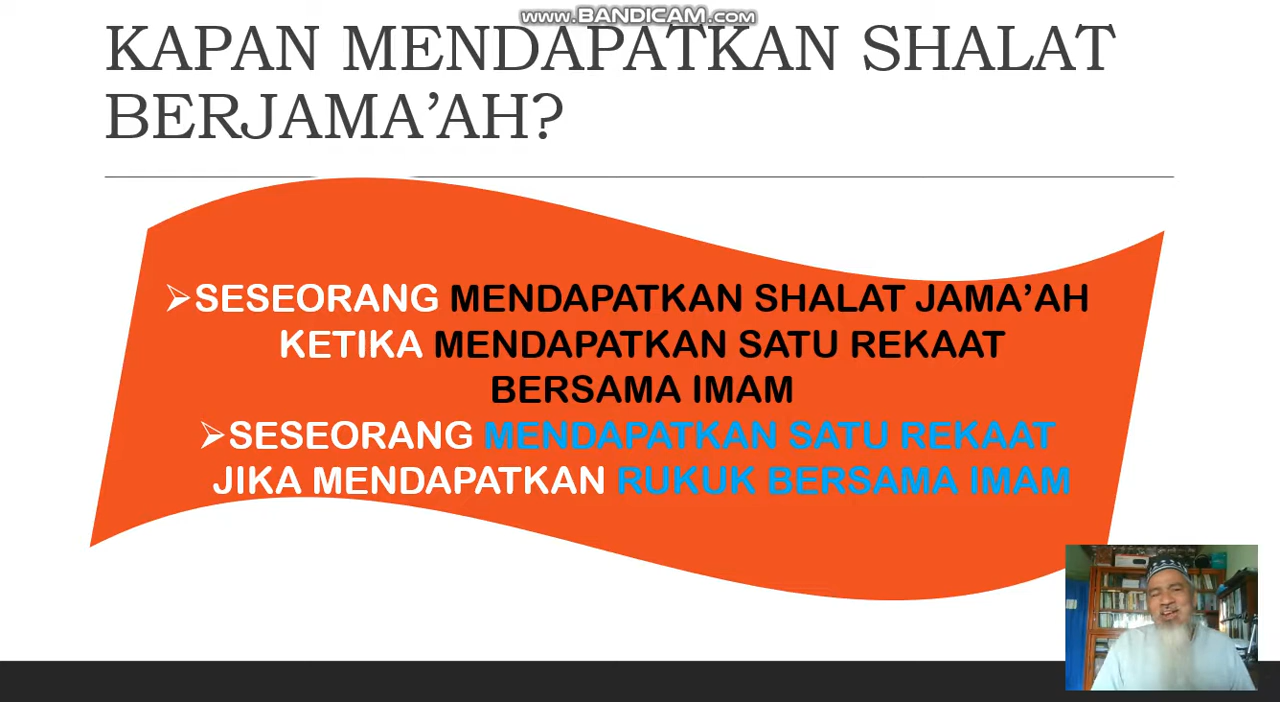 www.BANDICAM.com
KAPAN MENDAPATKAN SHALAT
BERJAMA’AH?
➢SESEORANG MENDAPATKAN SHALAT JAMA’AH
KETIKA MENDAPATKAN SATU REKAAT
BERSAMA IMAM
➢SESEORANG MENDAPATKAN SATU REKAAT
JIKA MENDAPATKAN RUKUK BERSAMA IMAM